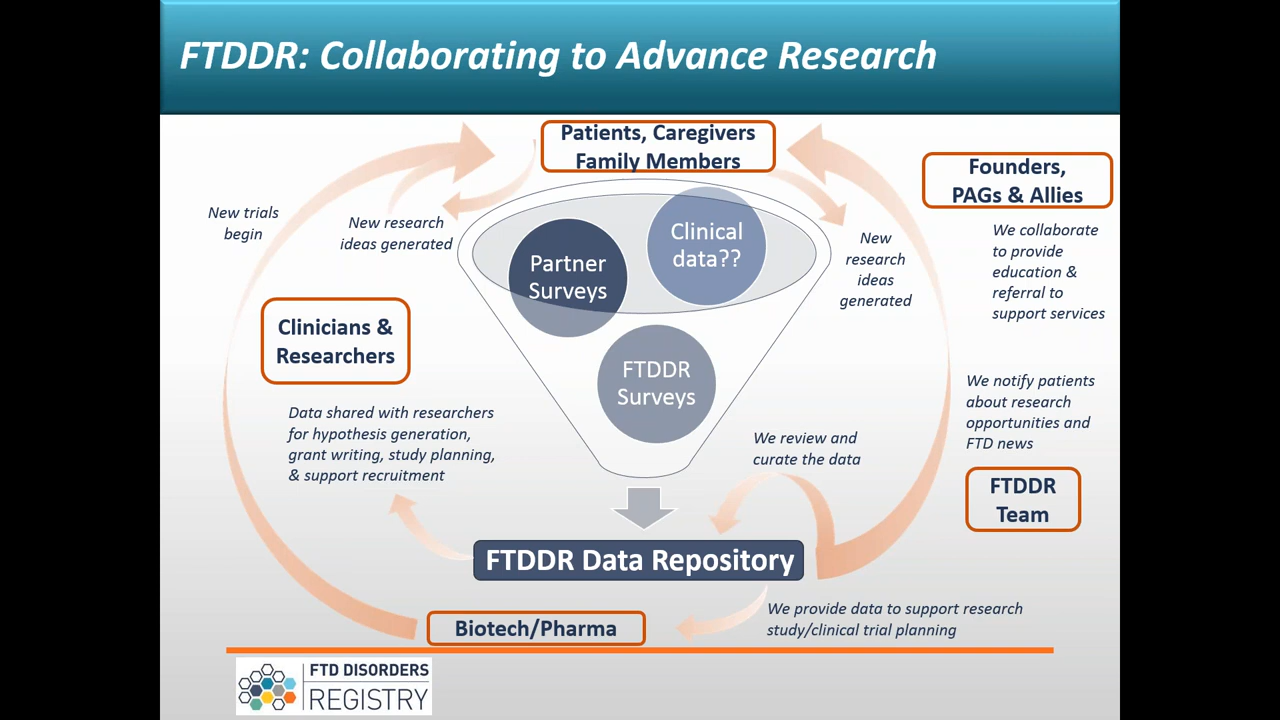 FTDDR: Collaborating to Advance Research
Patients, Caregivers
Family Members
Founders,
PAGs & Allies
New trials
begin
New research
ideas generated
Clinical
data??
Partner
Surveys
New
research
ideas
generated
We collaborate
to provide
education &
referral to
support services
Clinicians &
Researchers
FTDDR
Surveys
We notify patients
about research
opportunities and
FTD news
Data shared with researchers
for hypothesis generation,
grant writing, study planning,
& support recruitment
We review and
curate the data
FTDDR
Team
FTDDR Data Repository
We provide data to support research
study/clinical trial planning
Biotech/Pharma
FTD DISORDERS
REGISTRY